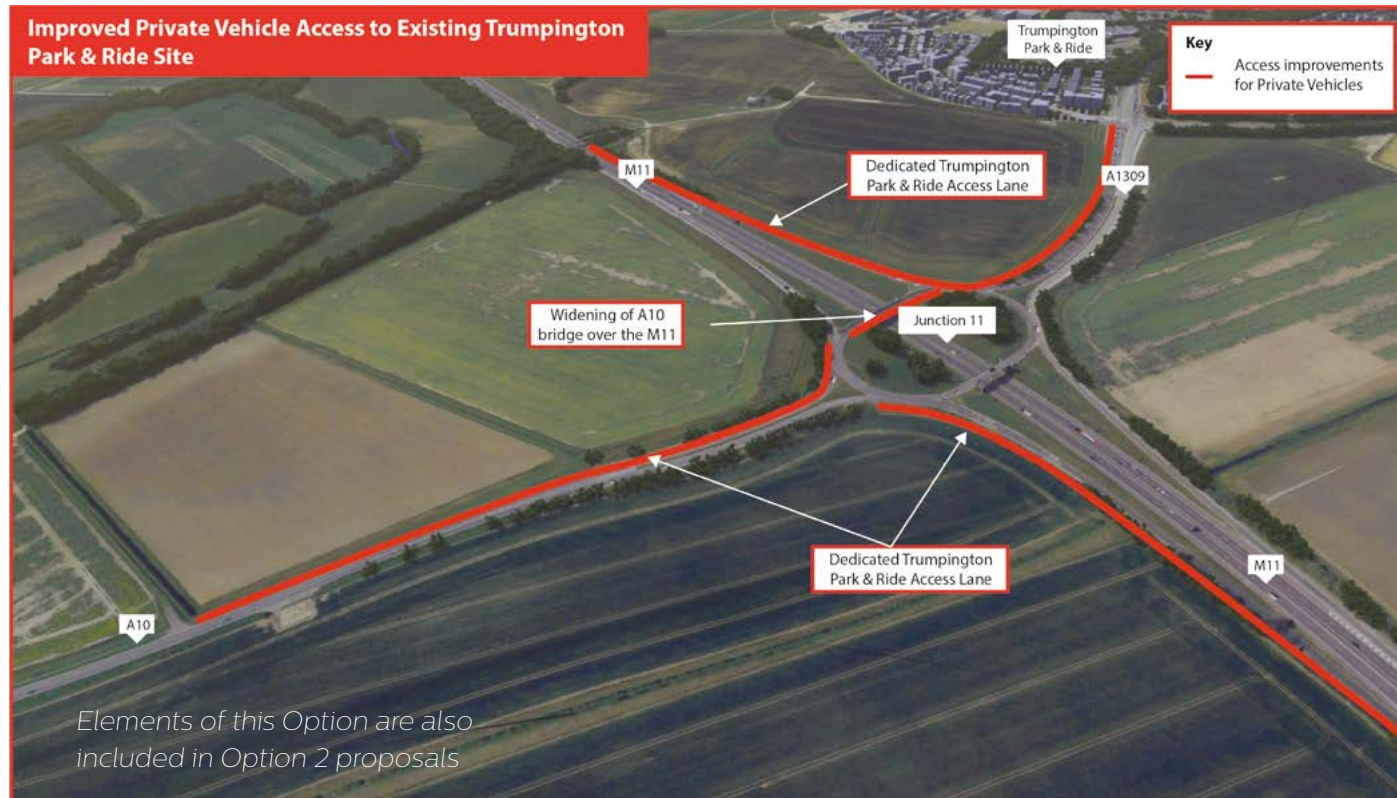 Improved Private Vehicle Access to Existing Trumpington
Park & Ride Site
Trumpington
Park & Ride
Key
Access improvements
for Private Vehicles
M11
Dedicated Trumpington
Park & Ride Access Lane
A1309
Widening of A10
bridge over the M11
Junction 11
Dedicated Trumpington
Park & Ride Access Lane
M11
A10
Elements of this Option are also
included in Option 2 proposals